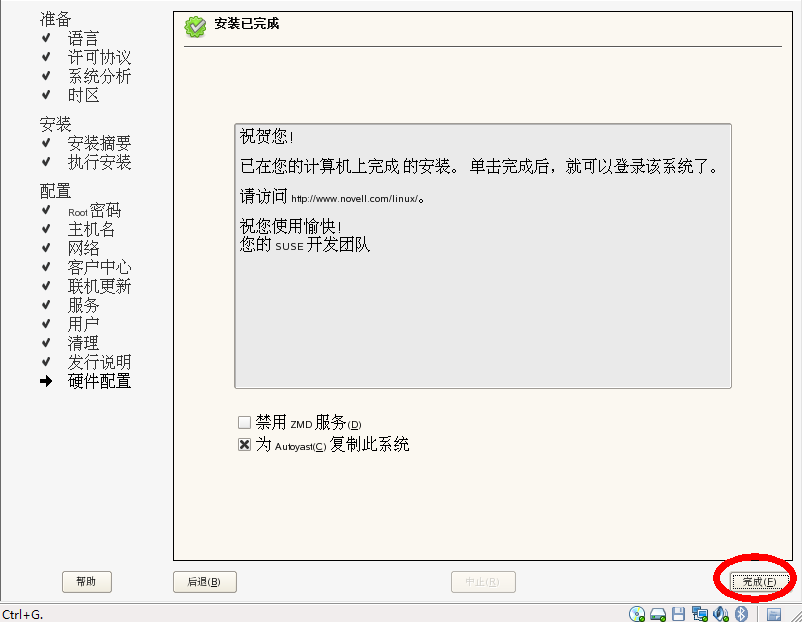 准备
语言
许可协议
系统分析
时区
安装
安装摘要
执行安装
配置
Root 密码
主机名
网络
客户中心
联机更新
服务
用户
清理
发行说明
硬件配置
安装已完成
祝贺您!
已在您的计算机上完成 的安装。 单击完成后，就可以登录该系统了。
请访问 http://www.novell.com/linux/。
祝您使用愉快!
您的 SUSE 开发团队
禁用 ZMD 服务(D)
为 Autoyast(C) 复制此系统
帮助 后退(B) 中止(R) 完成(F)
Ctrl+G.